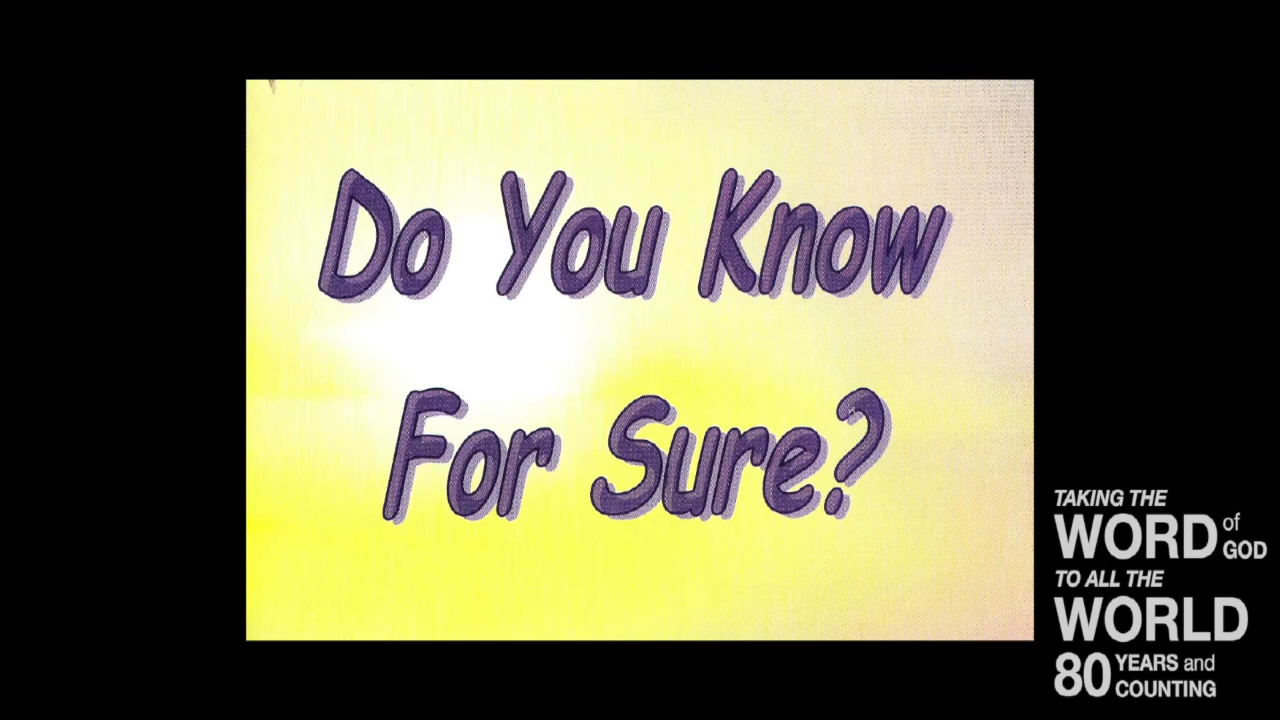 Do You Know
For Sure?
TAKING THE
WORD of GOD
TO ALL THE
WORLD
80 YEARS and COUNTING